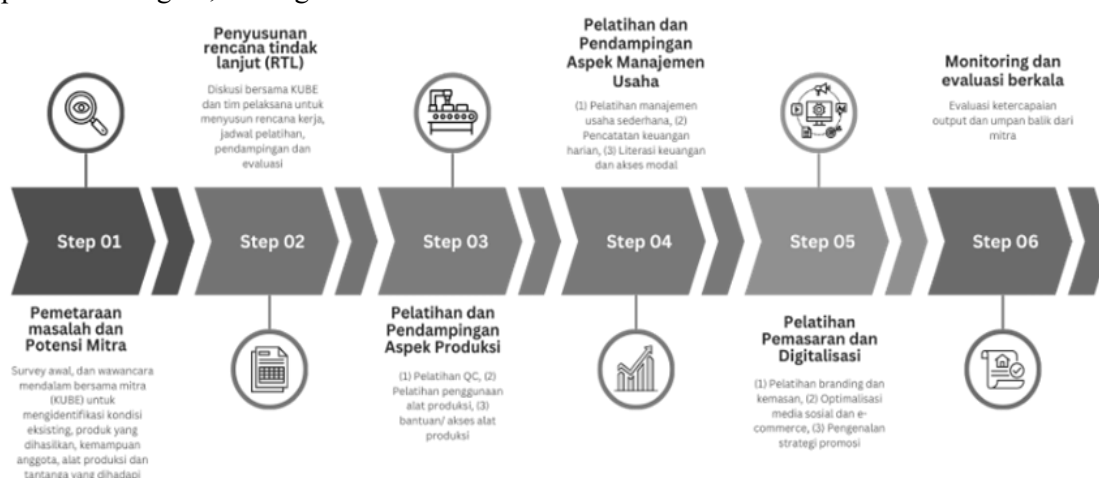 Penyusunan
rencana tindak
lanjut (RTL)
Diskusi bersama KUBE
dan tim pelaksana untuk
menyusun rencana kerja,
jadwal pelatihan,
pendampingan dan
evaluasi
Pelatihan dan
Pendampingan
Aspek Manajemen
Usaha
(1) Pelatihan manajemen
usaha sederhana, (2)
Pencatatan keuangan
harian, (3) Literasi keuangan
dan akses modal
Monitoring dan
evaluasi berkala
Evaluasi ketercapaian
output dan umpan balik dari
mitra
Step 01
Step 02
Step 03
Step 04
Step 05
Step 06
Pemetaraan
masalah dan
Potensi Mitra
Survey awal, dan wawancara
mendalam bersama mitra
(KUBE) untuk
mengidentifikasi kondisi
eksisting, produk yang
dihasilkan, kemampuan
anggota, alat produksi dan
tantanga yang dihadapi
Pelatihan dan
Pendampingan
Aspek Produksi
(1) Pelatihan QC, (2)
Pelatihan penggunaan
alat produksi, (3)
bantuan/ akses alat
produksi
Pelatihan
Pemasaran dan
Digitalisasi
(1) Pelatihan branding dan
kemasan, (2) Optimalisasi
media sosial dan e-
commerce, (3) Pengenalan
strategi promosi